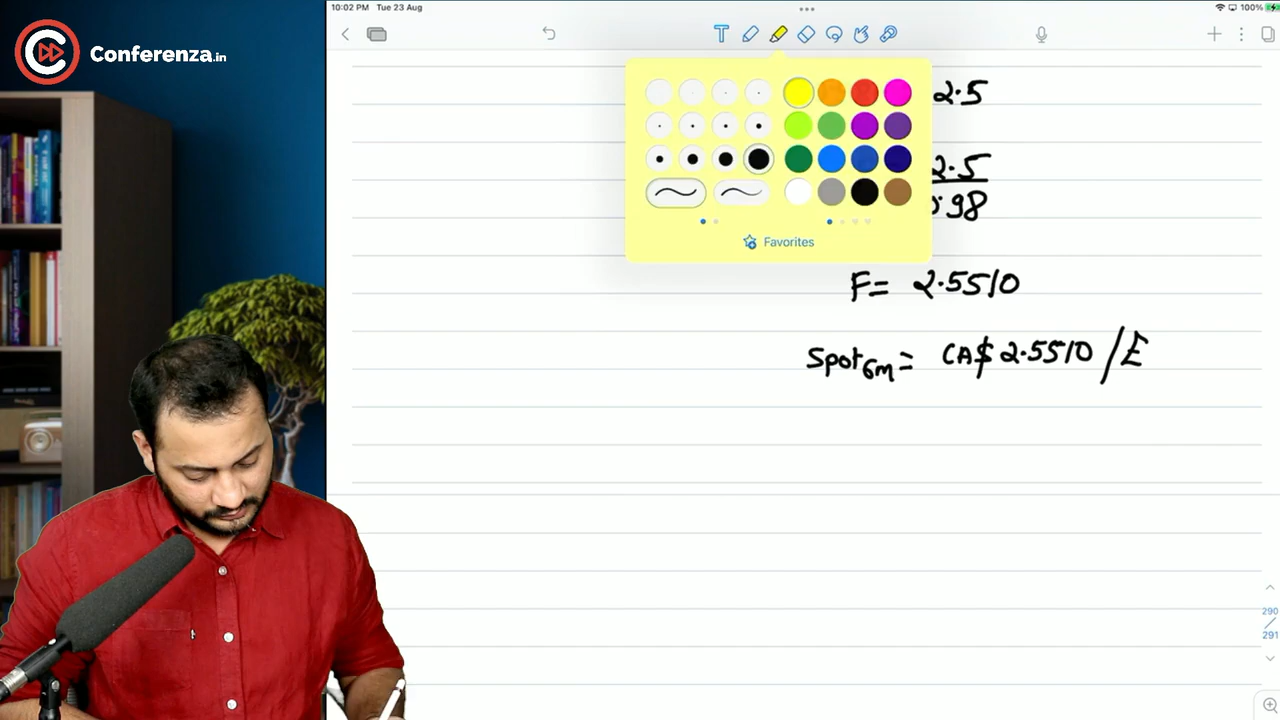 10:02 PM Tue 23 Aug
100%
Conferenza.in
T
2.5
2.5
98
Favorites
F= 2.5510
Spot6m= CA$ 2.5510 /£
290
291